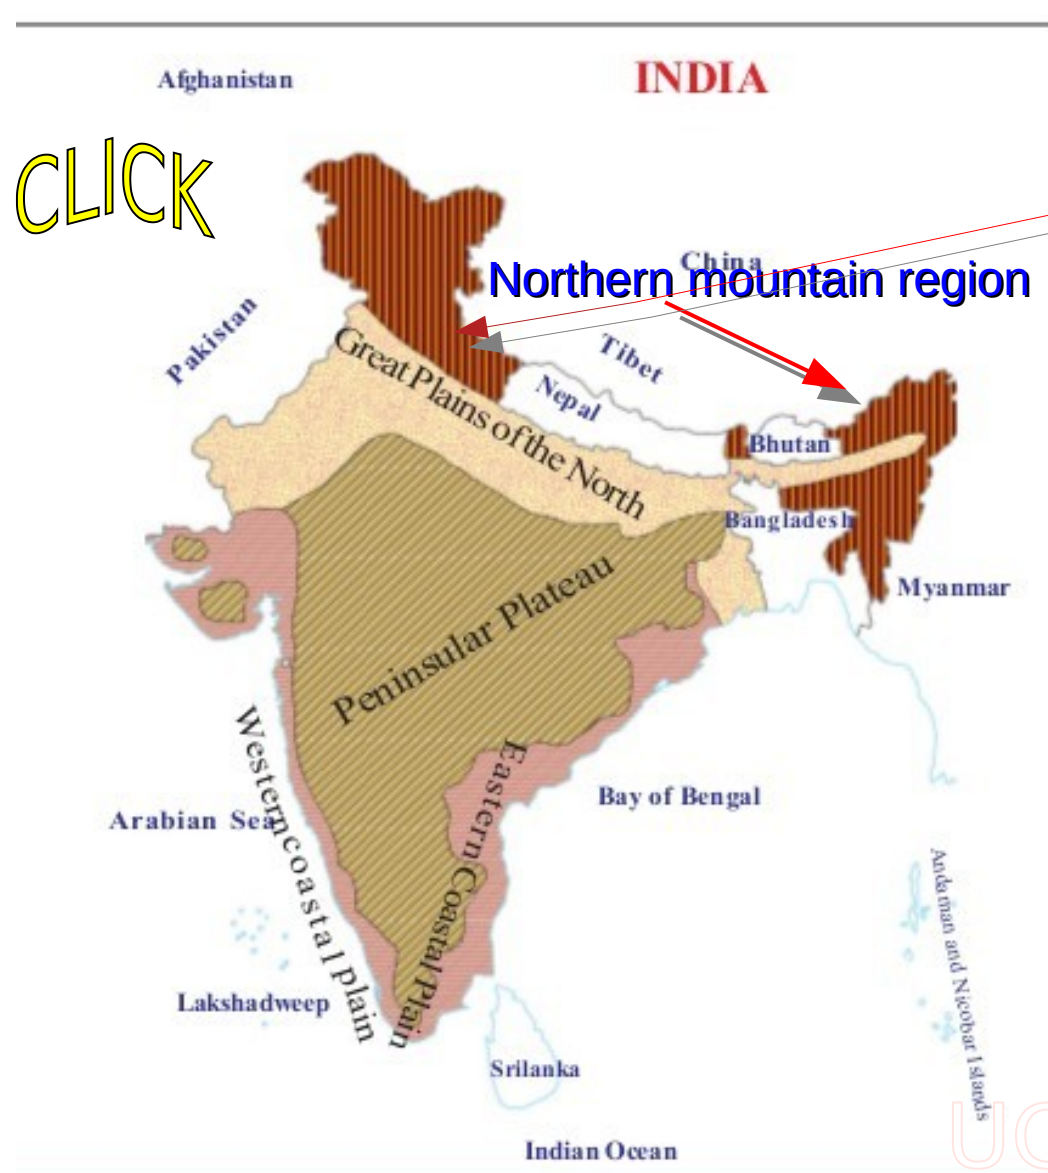 Afghanistan
INDIA
CLICK
China
Northern mountain region
Pakistan
Tibet
Great Plains of the North
Nepal
Bhutan
Bangladesh
Myanmar
Peninsular Plateau
Western coastal plain
Eastern Coastal Plain
Bay of Bengal
Arabian Sea
Andaman and Nicobar Islands
Lakshadweep
Srilanka
Indian Ocean